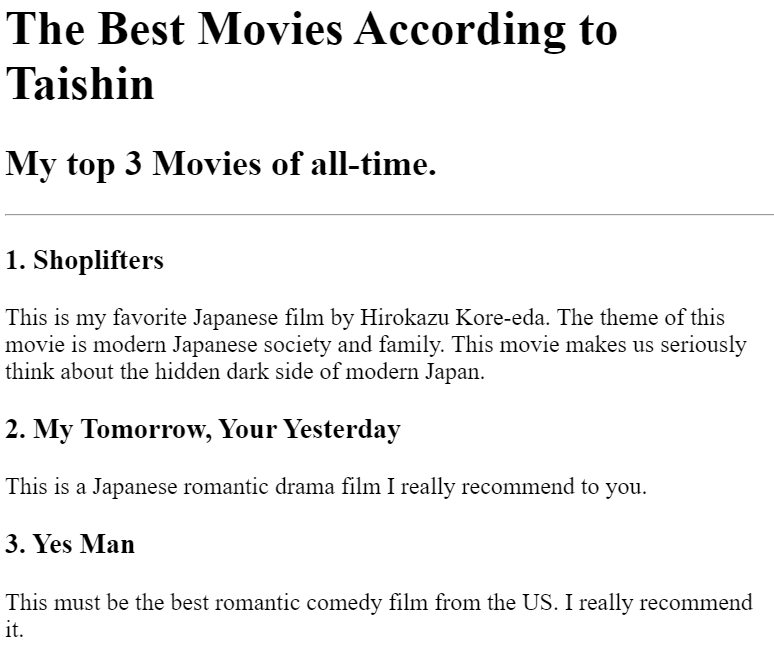 The Best Movies According to
Taishin
My top 3 Movies of all-time.
1. Shoplifters
This is my favorite Japanese film by Hirokazu Kore-eda. The theme of this
movie is modern Japanese society and family. This movie makes us seriously
think about the hidden dark side of modern Japan.
2. My Tomorrow, Your Yesterday
This is a Japanese romantic drama film I really recommend to you.
3. Yes Man
This must be the best romantic comedy film from the US. I really recommend
it.